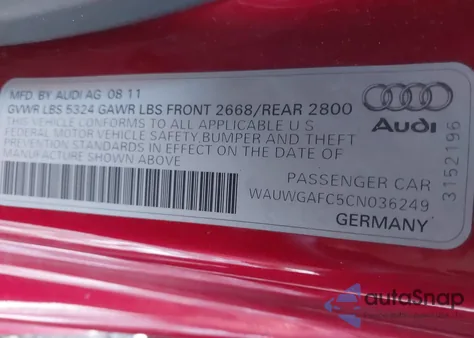 MFD. BY AUDI AG 08 11
GVWR LBS 5324 GAWR LBS FRONT 2668/REAR 2800
THIS VEHICLE CONFORMS TO ALL APPLICABLE U S
FEDERAL MOTOR VEHICLE SAFETY BUMPER AND THEFT
PREVENTION STANDARDS IN EFFECT ON THE DATE OF
MANUFACTURE SHOWN ABOVE
Audi
PASSENGER CAR
WAUWGAFC5CN036249
GERMANY
3152196
autoSnap